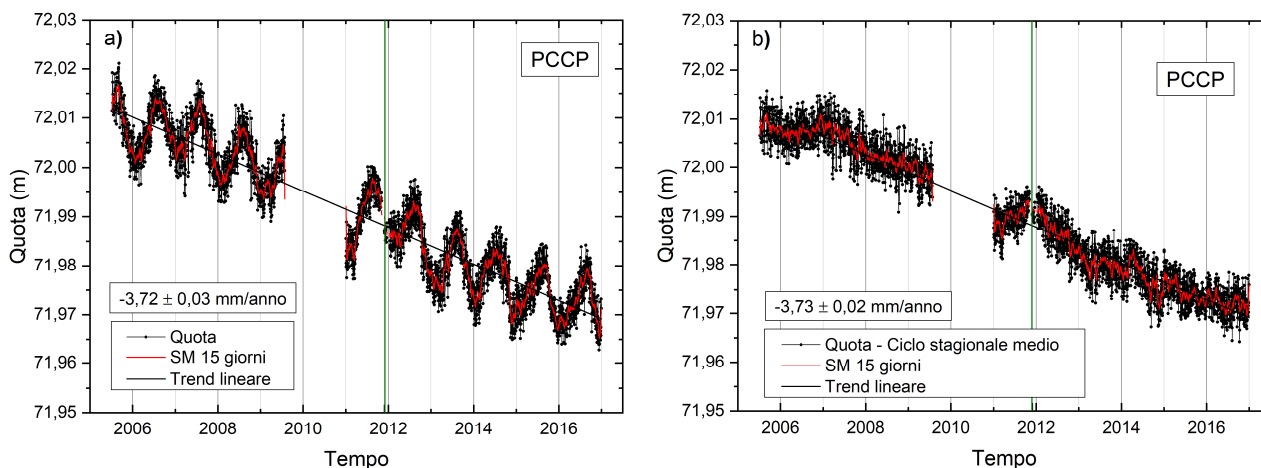 a)
PCCP
72,03
72,02
72,01
72,00
71,99
71,98
71,97
71,96
71,95
Quota (m)
-3,72 ± 0,03 mm/anno
Quota
SM 15 giorni
Trend lineare
2006 2008 2010 2012 2014 2016
Tempo
b)
PCCP
72,03
72,02
72,01
72,00
71,99
71,98
71,97
71,96
71,95
Quota (m)
-3,73 ± 0,02 mm/anno
Quota - Ciclo stagionale medio
SM 15 giorni
Trend lineare
2006 2008 2010 2012 2014 2016
Tempo